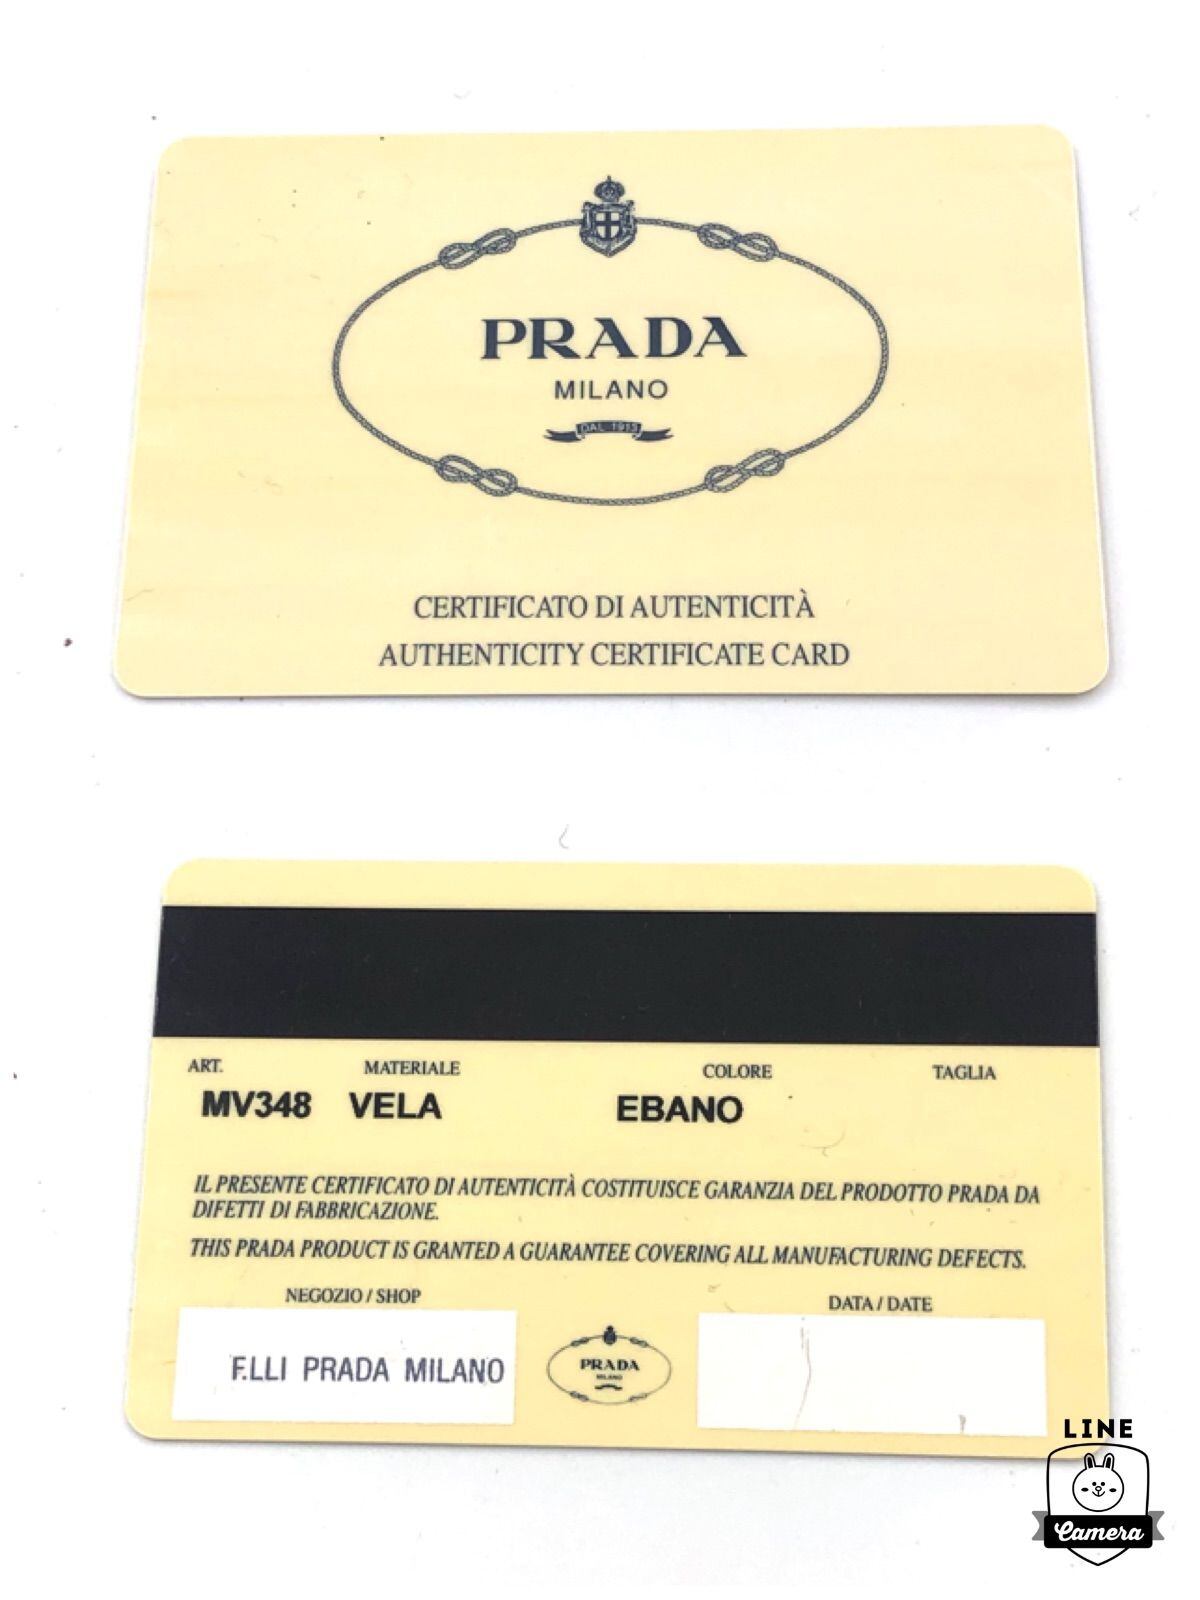 PRADA
MILANO
DAL 1913
CERTIFICATO DI AUTENTICITÀ
AUTHENTICITY CERTIFICATE CARD
ART. MATERIALE COLORE TAGLIA
MV348 VELA EBANO
IL PRESENTE CERTIFICATO DI AUTENTICITÀ COSTITUISCE GARANZIA DEL PRODOTTO PRADA DA
DIFETTI DI FABBRICAZIONE.
THIS PRADA PRODUCT IS GRANTED A GUARANTEE COVERING ALL MANUFACTURING DEFECTS.
NEGOZIO / SHOP DATA / DATE
F.LLI PRADA MILANO
PRADA
MILANO
LINE
Camera